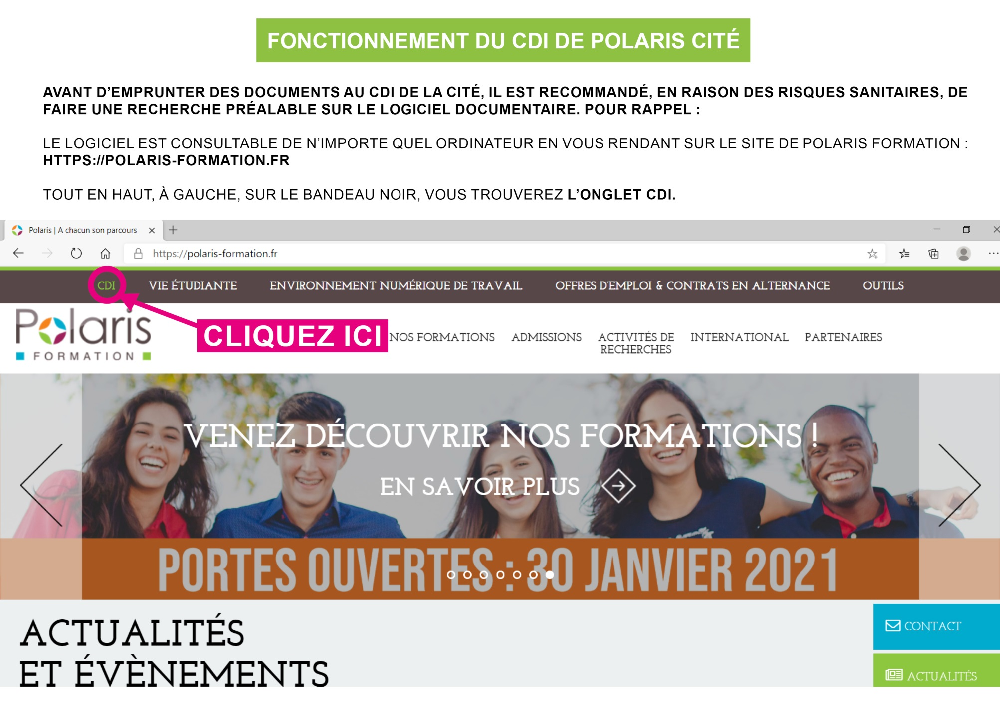 FONCTIONNEMENT DU CDI DE POLARIS CITÉ
AVANT D’EMPRUNTER DES DOCUMENTS AU CDI DE LA CITÉ, IL EST RECOMMANDÉ, EN RAISON DES RISQUES SANITAIRES, DE
FAIRE UNE RECHERCHE PRÉALABLE SUR LE LOGICIEL DOCUMENTAIRE. POUR RAPPEL :
LE LOGICIEL EST CONSULTABLE DE N’IMPORTE QUEL ORDINATEUR EN VOUS RENDANT SUR LE SITE DE POLARIS FORMATION :
HTTPS://POLARIS-FORMATION.FR
TOUT EN HAUT, À GAUCHE, SUR LE BANDEAU NOIR, VOUS TROUVEREZ L’ONGLET CDI.
Polaris | A chacun son parcours
https://polaris-formation.fr
CDI VIE ÉTUDIANTE ENVIRONNEMENT NUMÉRIQUE DE TRAVAIL OFFRES D'EMPLOI & CONTRATS EN ALTERNANCE OUTILS
Polaris
FORMATION
CLIQUEZ ICI
NOS FORMATIONS ADMISSIONS ACTIVITÉS DE INTERNATIONAL PARTENAIRES
RECHERCHES
VENEZ DÉCOUVRIR NOS FORMATIONS !
EN SAVOIR PLUS
PORTES OUVERTES : 30 JANVIER 2021
ACTUALITÉS
ET ÉVÈNEMENTS
CONTACT
ACTUALITÉS